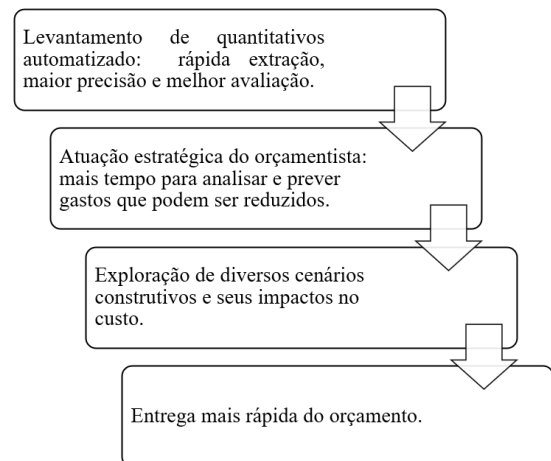 Levantamento de quantitativos
automatizado: rápida extração,
maior precisão e melhor avaliação.
Atuação estratégica do orçamentista:
mais tempo para analisar e prever
gastos que podem ser reduzidos.
Exploração de diversos cenários
construtivos e seus impactos no
custo.
Entrega mais rápida do orçamento.